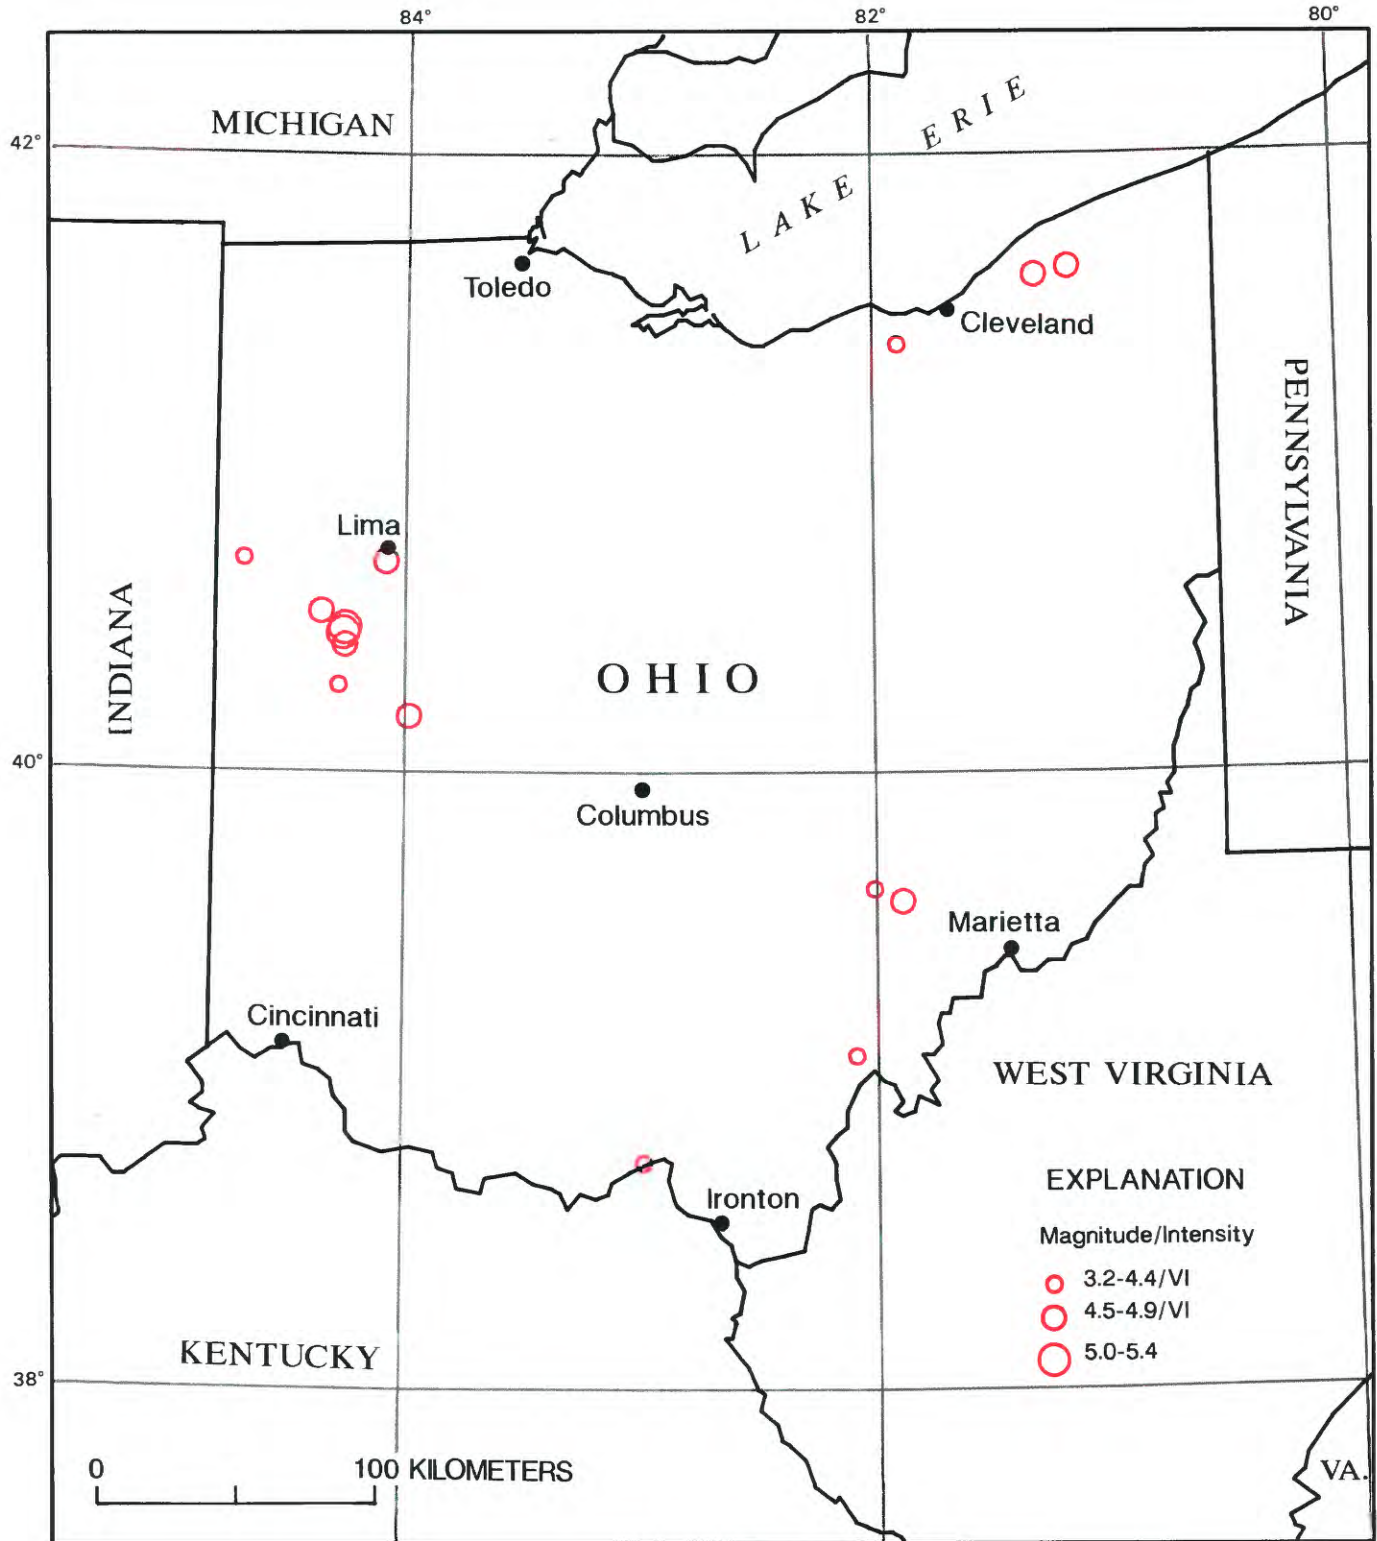 84°
82°
80°
MICHIGAN
LAKE ERIE
42°
Toledo
Cleveland
PENNSYLVANIA
Lima
INDIANA
OHIO
40°
Columbus
Marietta
Cincinnati
WEST VIRGINIA
EXPLANATION
Ironton
Magnitude/Intensity
3.2-4.4/VI
4.5-4.9/VI
5.0-5.4
KENTUCKY
38°
0 100 KILOMETERS
VA.